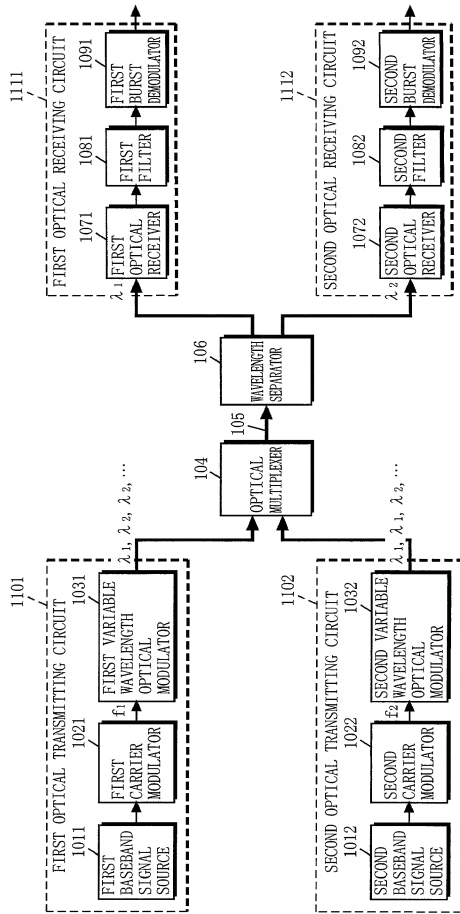 1101
FIRST OPTICAL TRANSMITTING CIRCUIT
1011
FIRST
BASEBAND
SIGNAL
SOURCE
1021
FIRST
CARRIER
MODULATOR
f1
1031
FIRST VARIABLE
WAVELENGTH
OPTICAL
MODULATOR
λ1, λ2, λ2, …
1102
SECOND OPTICAL TRANSMITTING CIRCUIT
1012
SECOND
BASEBAND
SIGNAL
SOURCE
1022
SECOND
CARRIER
MODULATOR
f2
1032
SECOND VARIABLE
WAVELENGTH
OPTICAL
MODULATOR
λ1, λ1, λ2, …
104
OPTICAL
MULTIPLEXER
105
106
WAVELENGTH
SEPARATOR
1111
FIRST OPTICAL RECEIVING CIRCUIT
λ1
1071
FIRST
OPTICAL
RECEIVER
1081
FIRST
FILTER
1091
FIRST
BURST
DEMODULATOR
1112
SECOND OPTICAL RECEIVING CIRCUIT
λ2
1072
SECOND
OPTICAL
RECEIVER
1082
SECOND
FILTER
1092
SECOND
BURST
DEMODULATOR